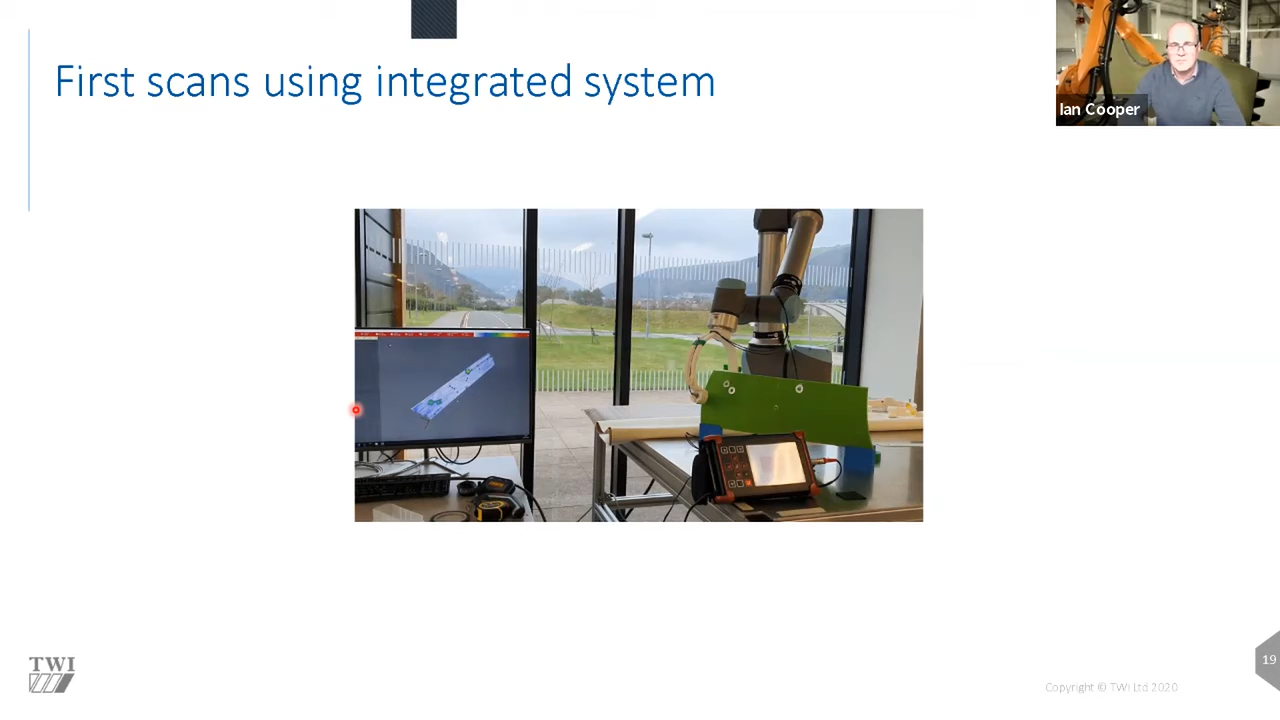 First scans using integrated system
Ian Cooper
TWI
Copyright © TWI Ltd 2020
19